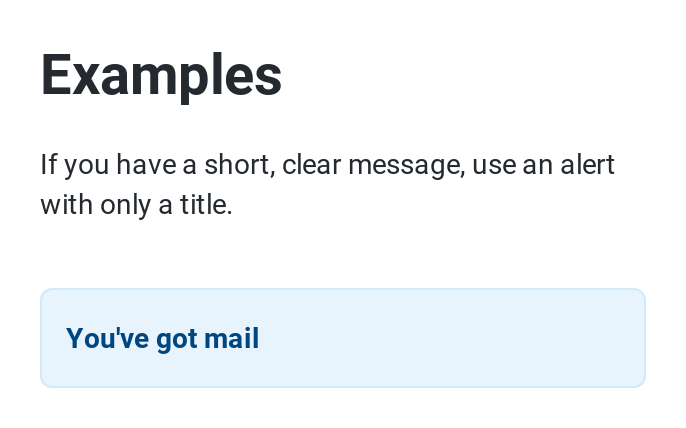 Examples
If you have a short, clear message, use an alert
with only a title.
You've got mail